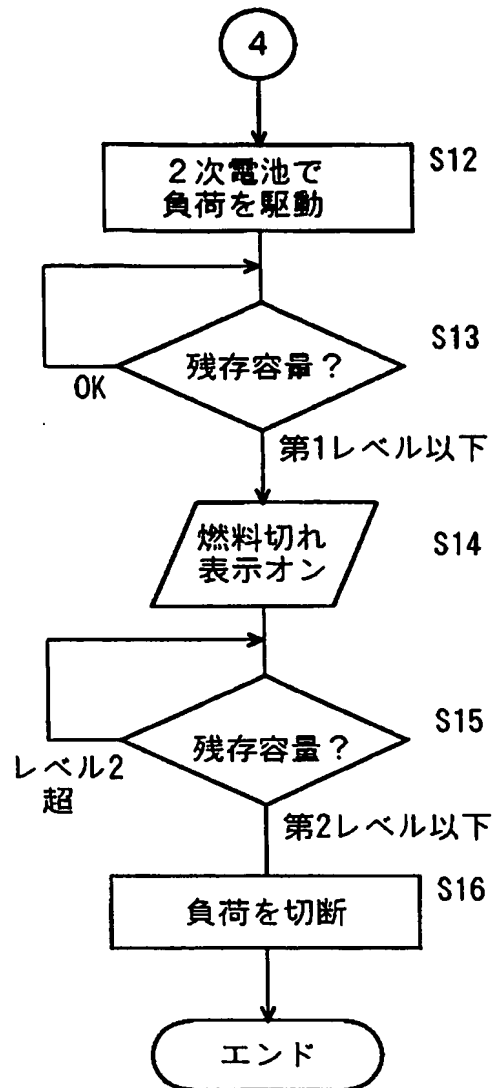 4
S12
2次電池で
負荷を駆動
S13
残存容量?
OK
第1レベル以下
S14
燃料切れ
表示オン
S15
残存容量?
レベル2
超
第2レベル以下
S16
負荷を切断
エンド